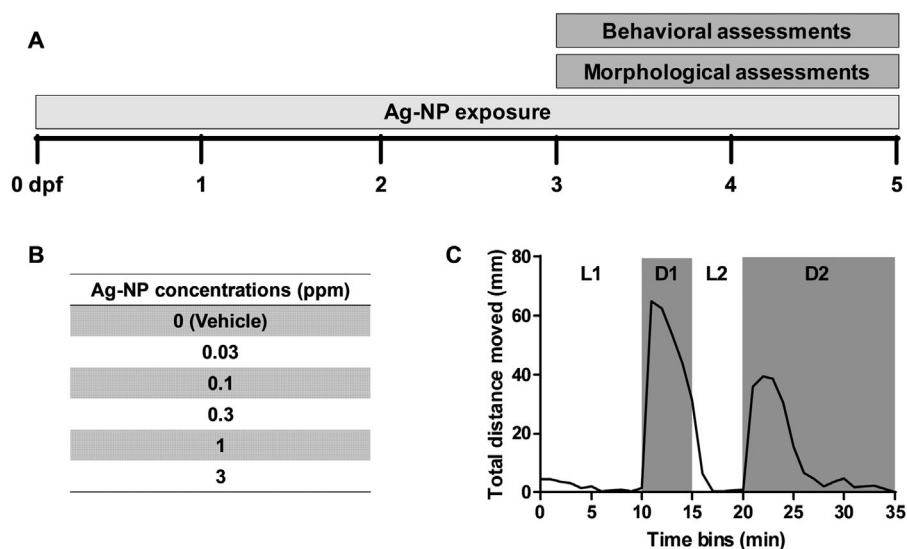 A
Behavioral assessments
Morphological assessments
Ag-NP exposure
0 dpf 1 2 3 4 5
B
Ag-NP concentrations (ppm)
0 (Vehicle)
0.03
0.1
0.3
1
3
C
Total distance moved (mm)
80
60
40
20
0
L1 D1 L2 D2
0 5 10 15 20 25 30 35
Time bins (min)